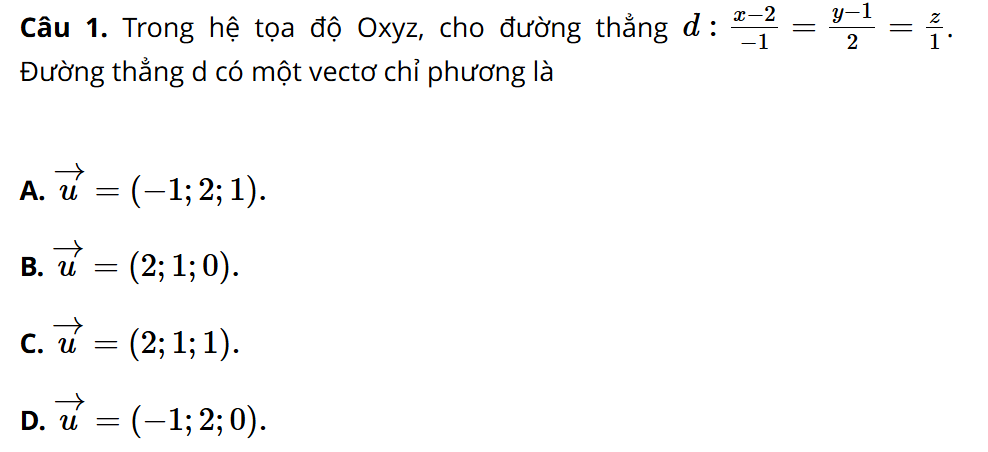 Câu 1. Trong hệ tọa độ Oxyz, cho đường thẳng $d: \frac{x-2}{-1} = \frac{y-1}{2} = \frac{z}{1}$.
Đường thẳng d có một vectơ chỉ phương là
A. $\overrightarrow{u} = (-1; 2; 1).$
B. $\overrightarrow{u} = (2; 1; 0).$
C. $\overrightarrow{u} = (2; 1; 1).$
D. $\overrightarrow{u} = (-1; 2; 0).$